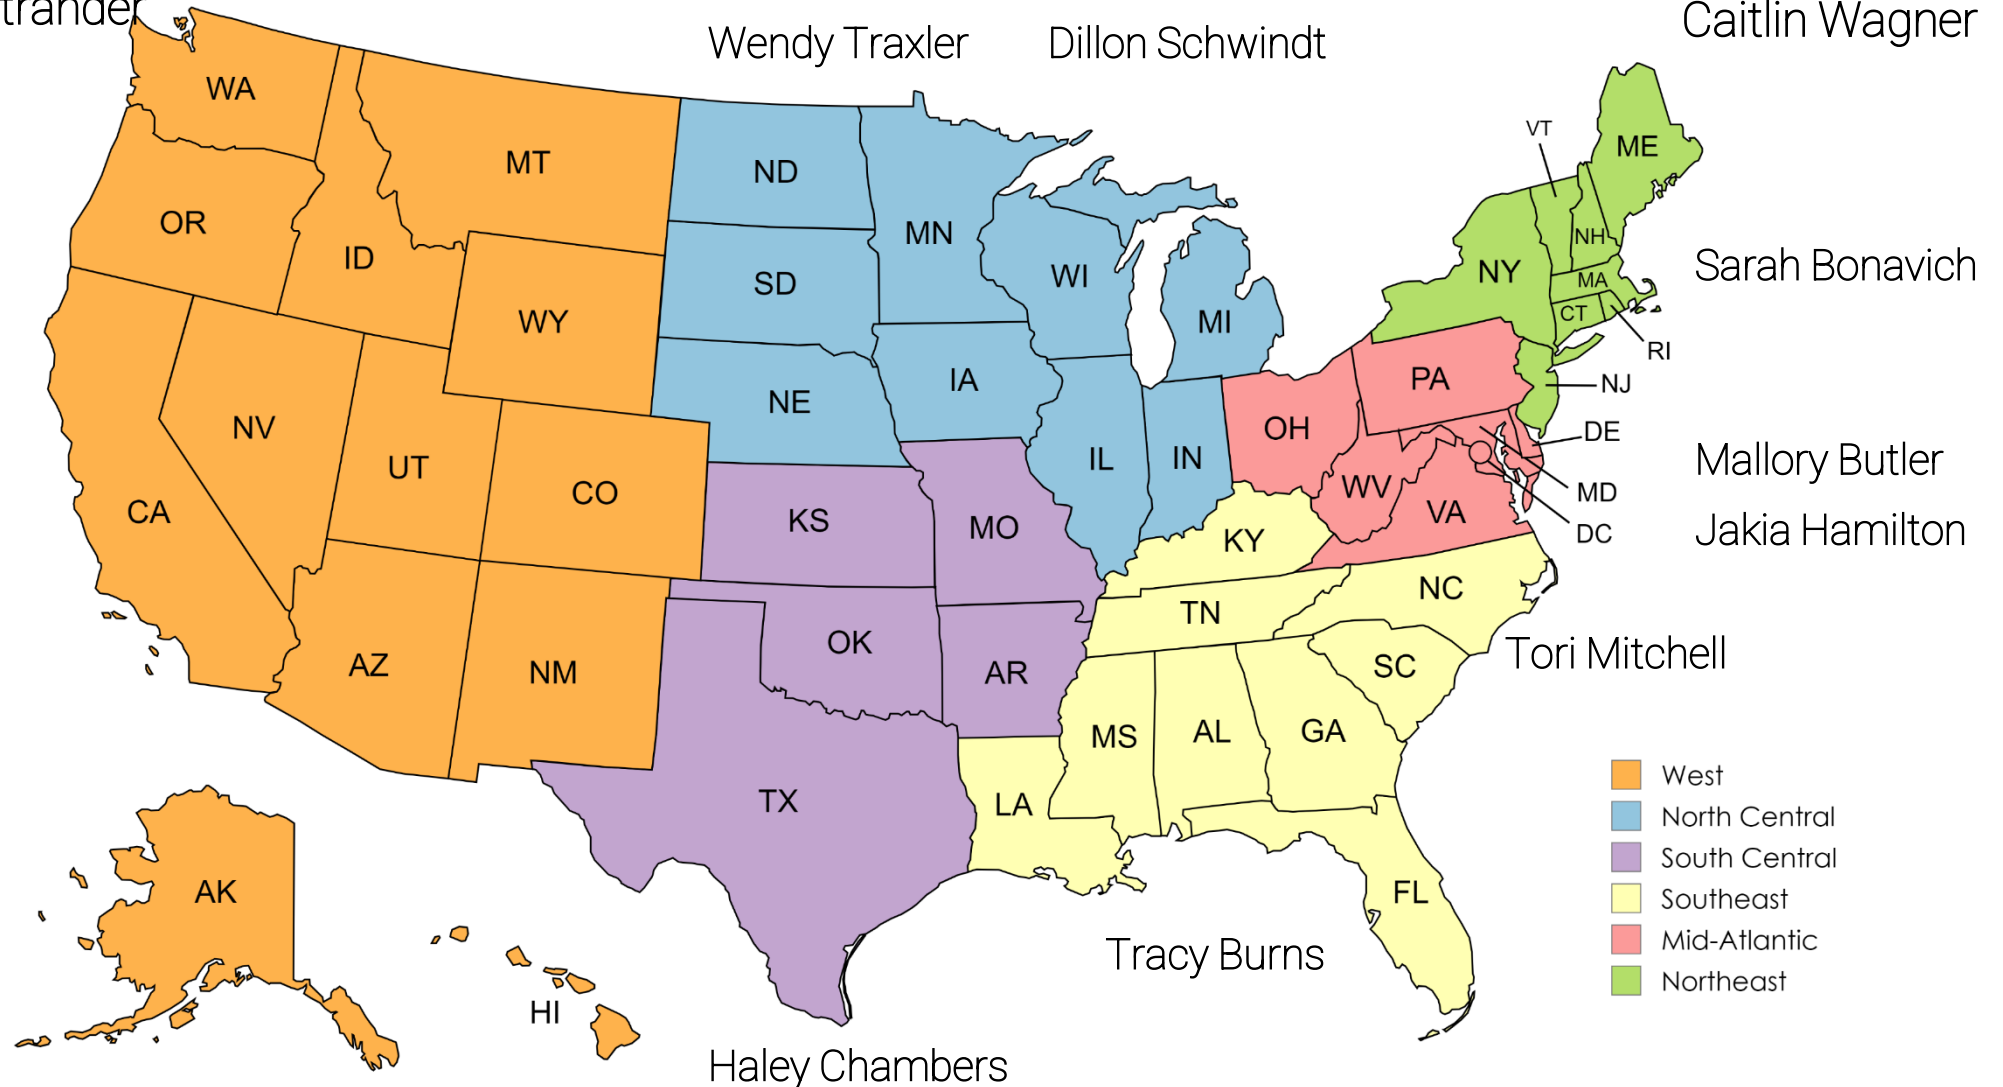 trander
Wendy Traxler
Dillon Schwindt
Caitlin Wagner
WA
MT
ND
MN
VT
ME
OR
ID
SD
WI
MI
NY
NH
MA
CT
RI
Sarah Bonavich
WY
NE
IA
PA
NJ
NV
UT
CO
IL
IN
OH
WV
VA
DE
MD
DC
Mallory Butler
Jakia Hamilton
CA
KS
MO
KY
NC
TN
AZ
NM
OK
AR
SC
Tori Mitchell
MS
AL
GA
TX
LA
FL
AK
HI
Tracy Burns
Haley Chambers
West
North Central
South Central
Southeast
Mid-Atlantic
Northeast